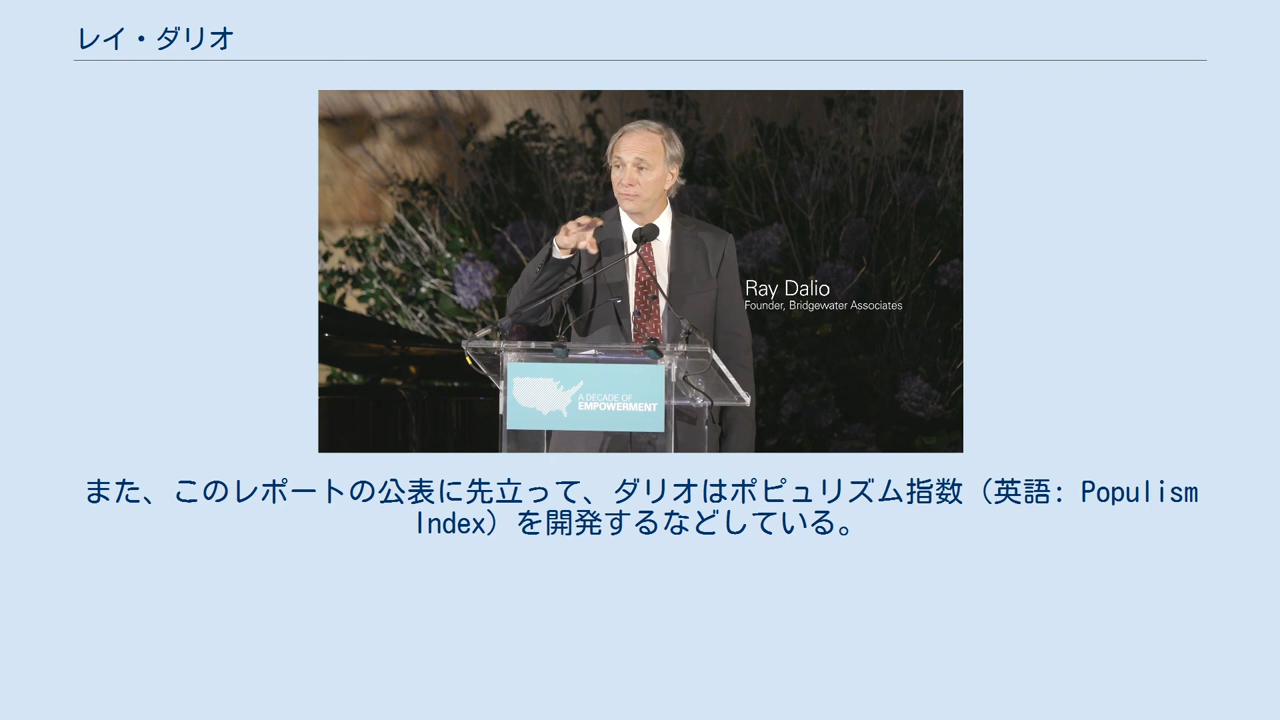 レイ・ダリオ
Ray Dalio
Founder, Bridgewater Associates
A DECADE OF
EMPOWERMENT
また、このレポートの公表に先立って、ダリオはポピュリズム指数（英語: Populism
Index）を開発するなどしている。